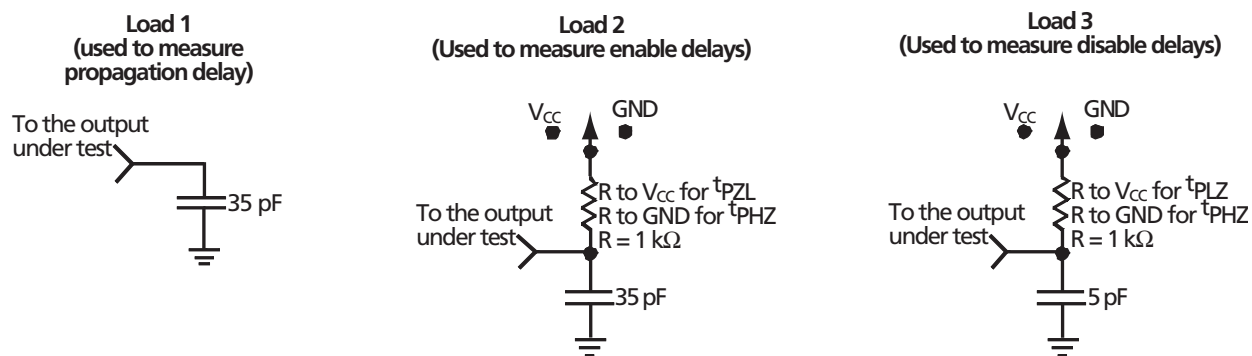 Load 1
(used to measure
propagation delay)
To the output
under test
35 pF
Load 2
(Used to measure enable delays)
VCC
GND
R to VCC for tPZL
R to GND for tPHZ
R = 1 kΩ
To the output
under test
35 pF
Load 3
(Used to measure disable delays)
VCC
GND
R to VCC for tPLZ
R to GND for tPHZ
R = 1 kΩ
To the output
under test
5 pF